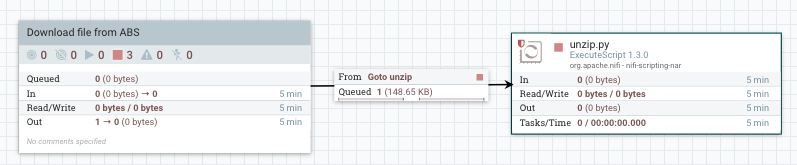 Download file from ABS
0 0 0 3 0 0
Queued 0 (0 bytes)
In 0 (0 bytes) → 0 5 min
Read/Write 0 bytes / 0 bytes 5 min
Out 1 → 0 (0 bytes) 5 min
No comments specified
From Goto unzip
Queued 1 (148.65 KB)
unzip.py
ExecuteScript 1.3.0
org.apache.nifi - nifi-scripting-nar
In 0 (0 bytes) 5 min
Read/Write 0 bytes / 0 bytes 5 min
Out 0 (0 bytes) 5 min
Tasks/Time 0 / 00:00:00.000 5 min